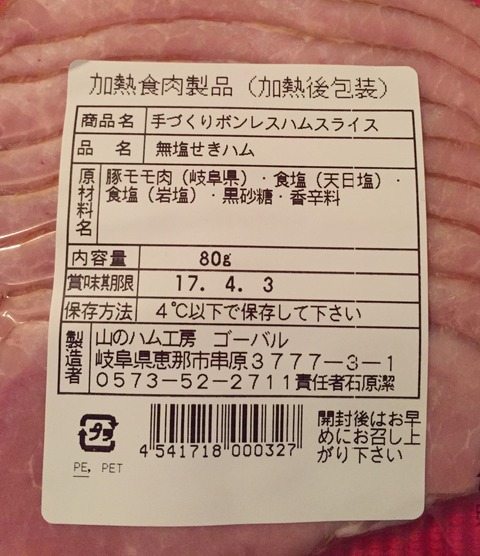 加熱食肉製品（加熱後包装）
商品名 手づくりボンレスハムスライス
品 名 無塩せきハム
原材料名 豚モモ肉（岐阜県）・食塩（天日塩）・
食塩（岩塩）・黒砂糖・香辛料
内容量 80g
賞味期限 17. 4. 3
保存方法 4℃以下で保存して下さい
製造者 山のハム工房 ゴーバル
岐阜県恵那市串原3777-3-1
0573-52-2711責任者石原潔
プラ
PE, PET
4 541718 000327
開封後はお早
めにお召し上
がり下さい